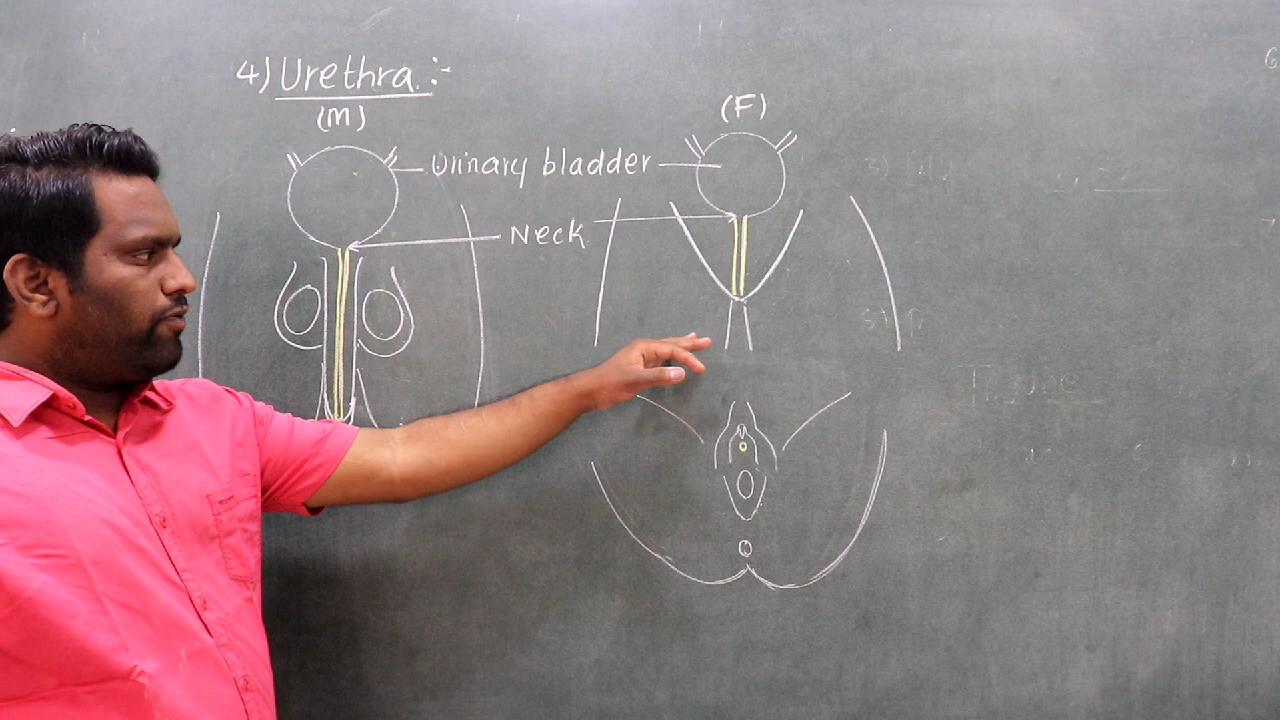 4) Urethra :-
(M)
(F)
Urinary bladder
Neck